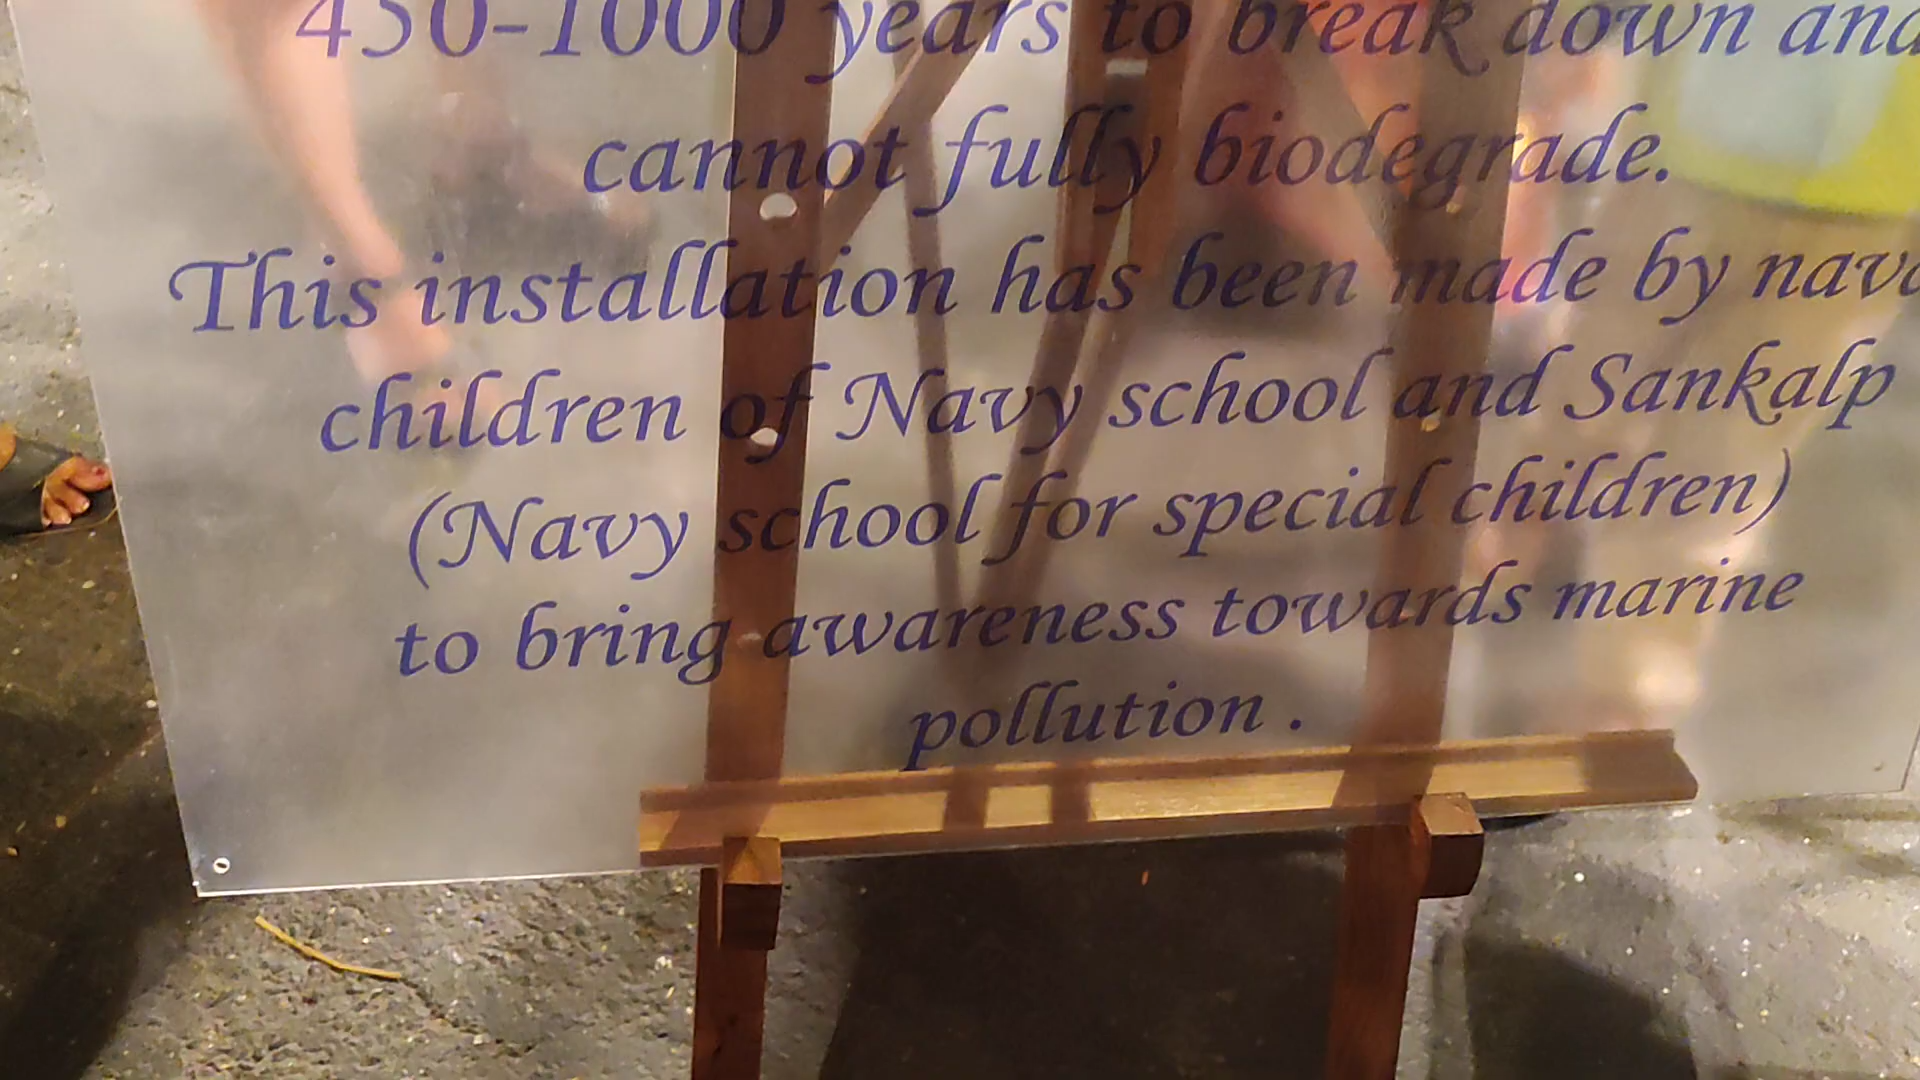 450-1000 years to break down and
cannot fully biodegrade.
This installation has been made by
children of Navy school and Sankalp
(Navy school for special children)
to bring awareness towards marine
pollution .